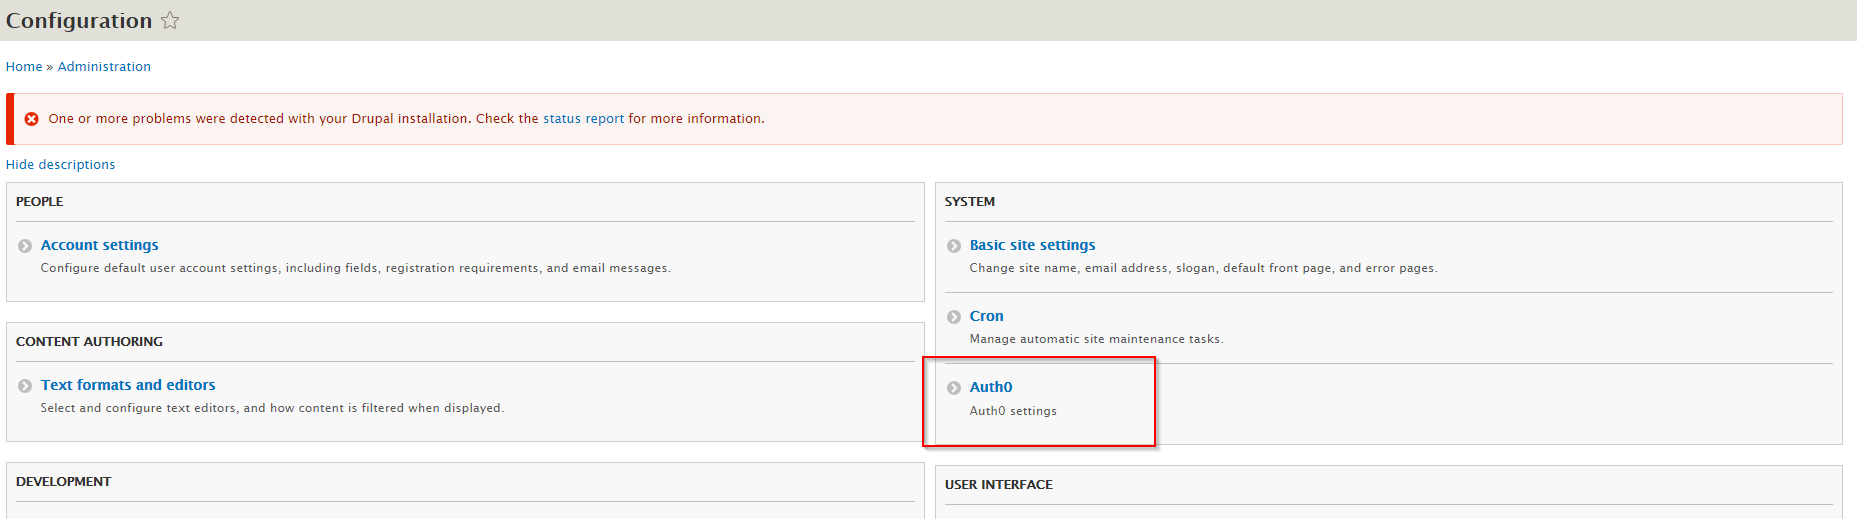 Configuration
Home » Administration
One or more problems were detected with your Drupal installation. Check the status report for more information.
Hide descriptions
PEOPLE
Account settings
Configure default user account settings, including fields, registration requirements, and email messages.
CONTENT AUTHORING
Text formats and editors
Select and configure text editors, and how content is filtered when displayed.
DEVELOPMENT
SYSTEM
Basic site settings
Change site name, email address, slogan, default front page, and error pages.
Cron
Manage automatic site maintenance tasks.
Auth0
Auth0 settings
USER INTERFACE